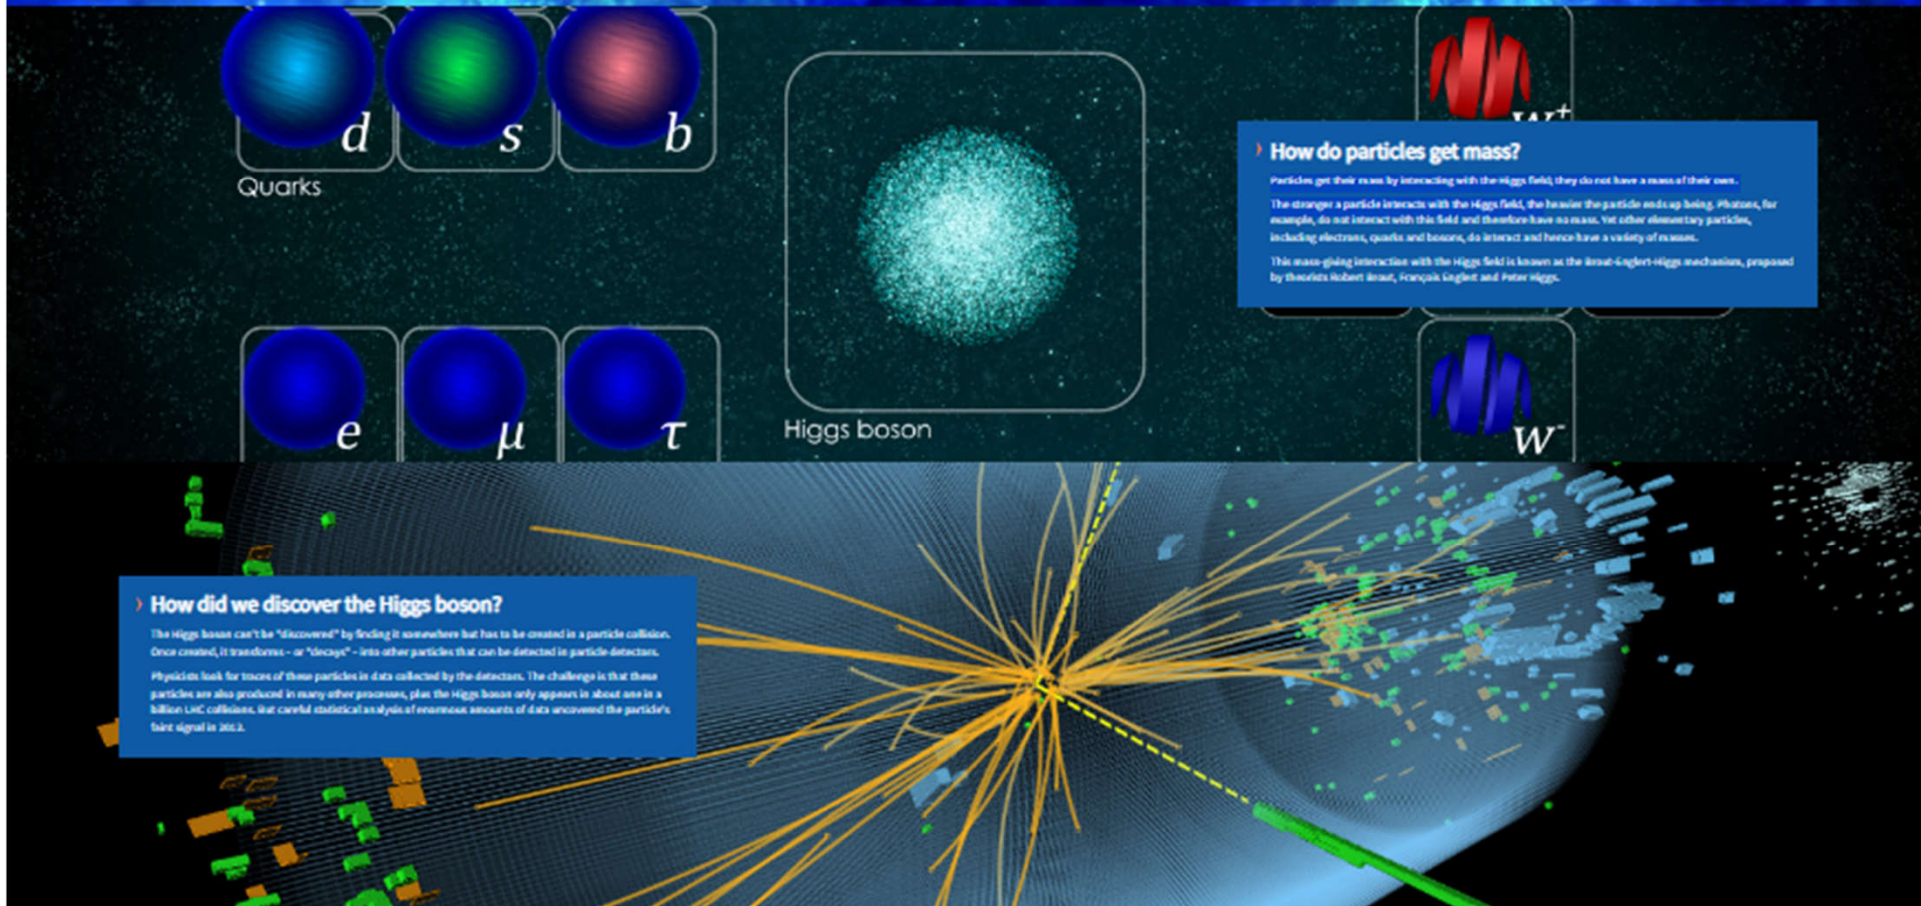 d s b
Quarks
W+
How do particles get mass?
Particles get their mass by interacting with the Higgs field; they do not have a mass of their own.
The stronger a particle interacts with the Higgs field, the heavier the particle ends up being. Photons, for
example, do not interact with this field and therefore have no mass. Yet other elementary particles,
including electrons, quarks and bosons, do interact and hence have a variety of masses.
This mass-giving interaction with the Higgs field is known as the Brout-Englert-Higgs mechanism, proposed
by theorists Robert Brout, François Englert and Peter Higgs.
e μ τ
Higgs boson
W-
How did we discover the Higgs boson?
The Higgs boson can't be "discovered" by finding it somewhere but has to be created in a particle collision.
Once created, it transforms – or "decays" – into other particles that can be detected in particle detectors.
Physicists look for traces of these particles in data collected by the detectors. The challenge is that these
particles are also produced in many other processes, plus the Higgs boson only appears in about one in a
billion LHC collisions. But careful statistical analysis of enormous amounts of data uncovered the particle's
faint signal in 2012.